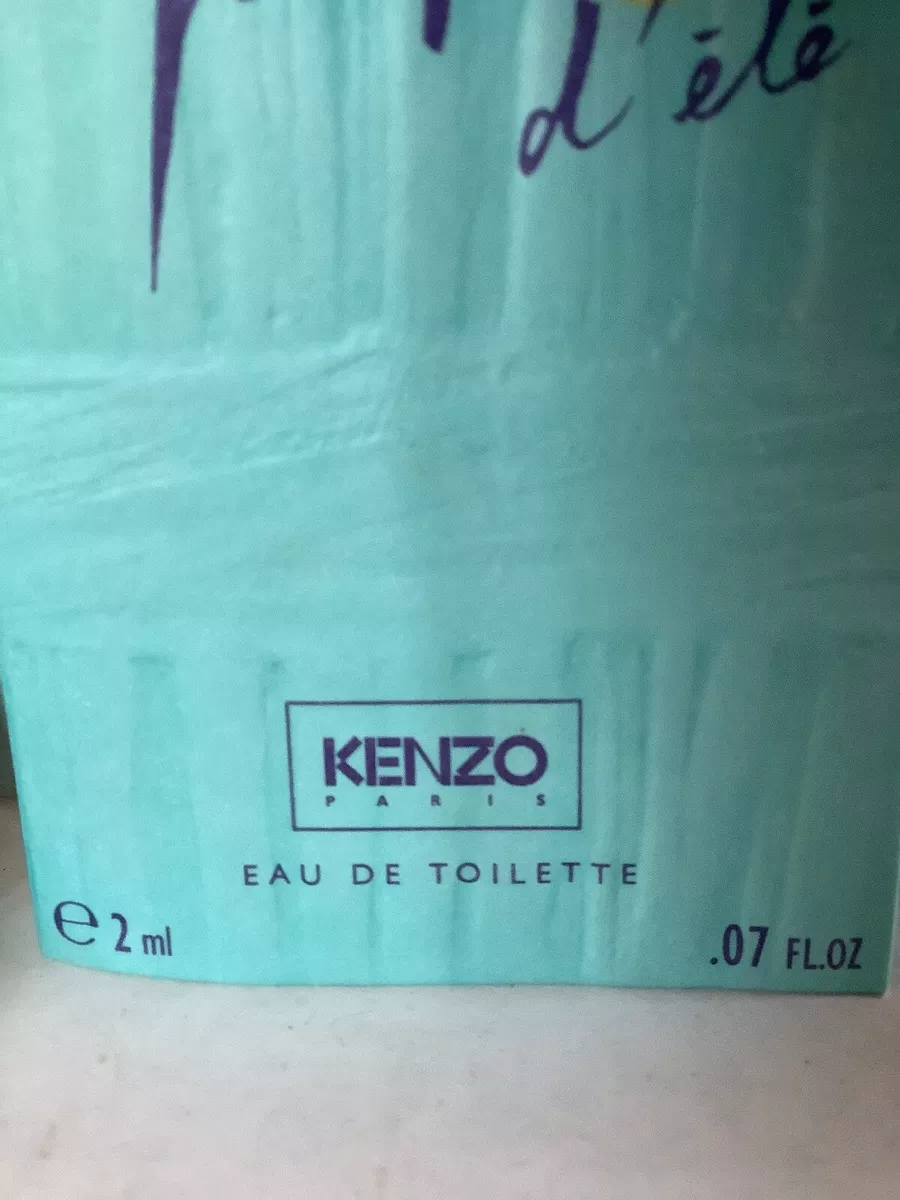 d'été
KENZO
PARIS
EAU DE TOILETTE
e 2 ml .07 FL.OZ